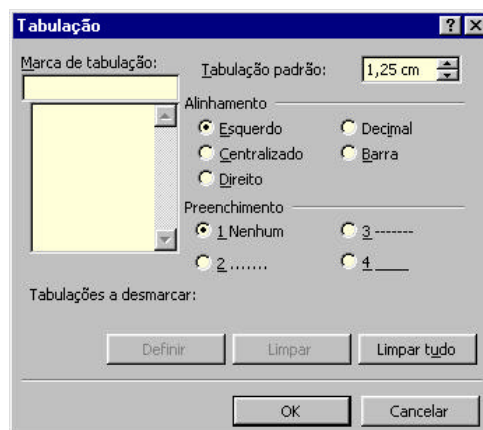 Tabulação
Marca de tabulação:
Tabulação padrão: 1,25 cm
Alinhamento
Esquerdo Decimal
Centralizado Barra
Direito
Preenchimento
1 Nenhum 3 -------
2 ....... 4 ____
Tabulações a desmarcar:
Definir Limpar Limpar tudo
OK Cancelar